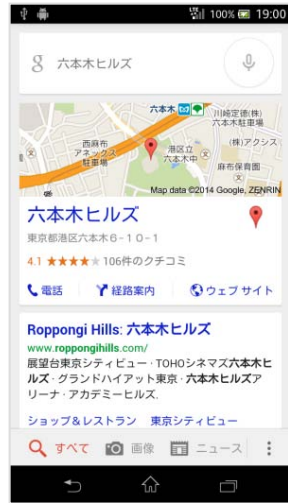 100% 19:00
g 六本木ヒルズ
六本木
川崎定徳(株)
六本木駐車場
西麻布
アネックス
駐車場
港区立
六本木中
(株)アクシス
麻布保育園
Map data ©2014 Google, ZENRIN
六本木ヒルズ
東京都港区六本木6-10-1
4.1 ★★★★★ 106件のクチコミ
電話 経路案内 ウェブ サイト
Roppongi Hills: 六本木ヒルズ
www.roppongihills.com/
展望台東京シティビュー · TOHOシネマズ六本木ヒ
ルズ · グランドハイアット東京 · 六本木ヒルズア
リーナ · アカデミーヒルズ.
ショップ&レストラン 東京シティビュー
すべて 画像 ニュース